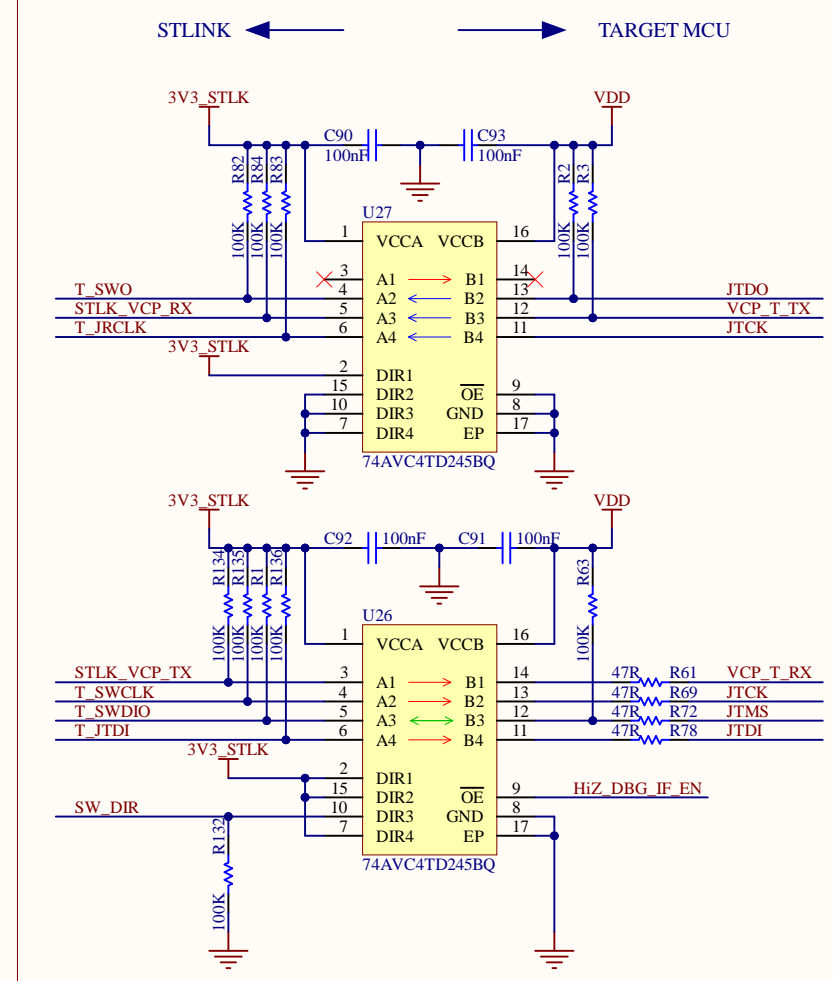 STLINK TARGET MCU
3V3_STLK VDD
C90 C93
100nF 100nF
R82 R84 R83 R2 R3
100K 100K 100K 100K 100K
U27
1 VCCA VCCB 16
3 A1 B1 14
T_SWO 4 A2 B2 13 JTDO
STLK_VCP_RX 5 A3 B3 12 VCP_T_TX
T_JRCLK 6 A4 B4 11 JTCK
3V3_STLK
2 DIR1
15 DIR2 OE 9
10 DIR3 GND 8
7 DIR4 EP 17
74AVC4TD245BQ
3V3_STLK VDD
C92 100nF C91 100nF
R134 R135 R1 R136 R63
100K 100K 100K 100K 100K
U26
1 VCCA VCCB 16
STLK_VCP_TX 3 A1 B1 14 47R R61 VCP_T_RX
T_SWCLK 4 A2 B2 13 47R R69 JTCK
T_SWDIO 5 A3 B3 12 47R R72 JTMS
T_JTDI 6 A4 B4 11 47R R78 JTDI
3V3_STLK
2 DIR1
15 DIR2 OE 9 HiZ_DBG_IF_EN
SW_DIR 10 DIR3 GND 8
7 DIR4 EP 17
R132
74AVC4TD245BQ
100K